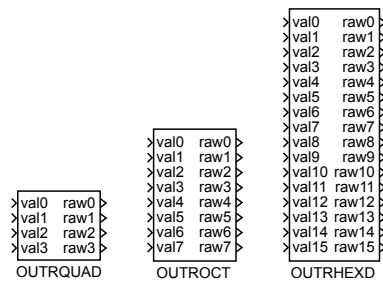 val0 raw0
val1 raw1
val2 raw2
val3 raw3
OUTRQUAD
val0 raw0
val1 raw1
val2 raw2
val3 raw3
val4 raw4
val5 raw5
val6 raw6
val7 raw7
OUTROCT
val0 raw0
val1 raw1
val2 raw2
val3 raw3
val4 raw4
val5 raw5
val6 raw6
val7 raw7
val8 raw8
val9 raw9
val10 raw10
val11 raw11
val12 raw12
val13 raw13
val14 raw14
val15 raw15
OUTRHEXD